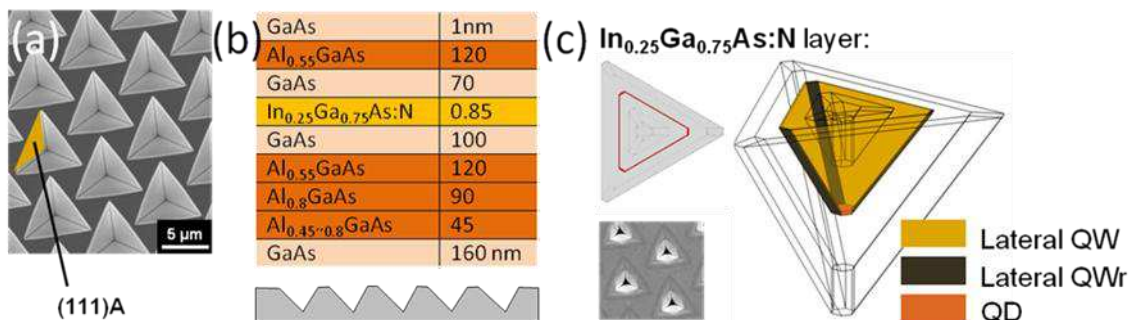 (a)
5 µm
(111)A
(b)
GaAs 1nm
Al0.55GaAs 120
GaAs 70
In0.25Ga0.75As:N 0.85
GaAs 100
Al0.55GaAs 120
Al0.8GaAs 90
Al0.45~0.8GaAs 45
GaAs 160 nm
(c) In0.25Ga0.75As:N layer:
Lateral QW
Lateral QWr
QD